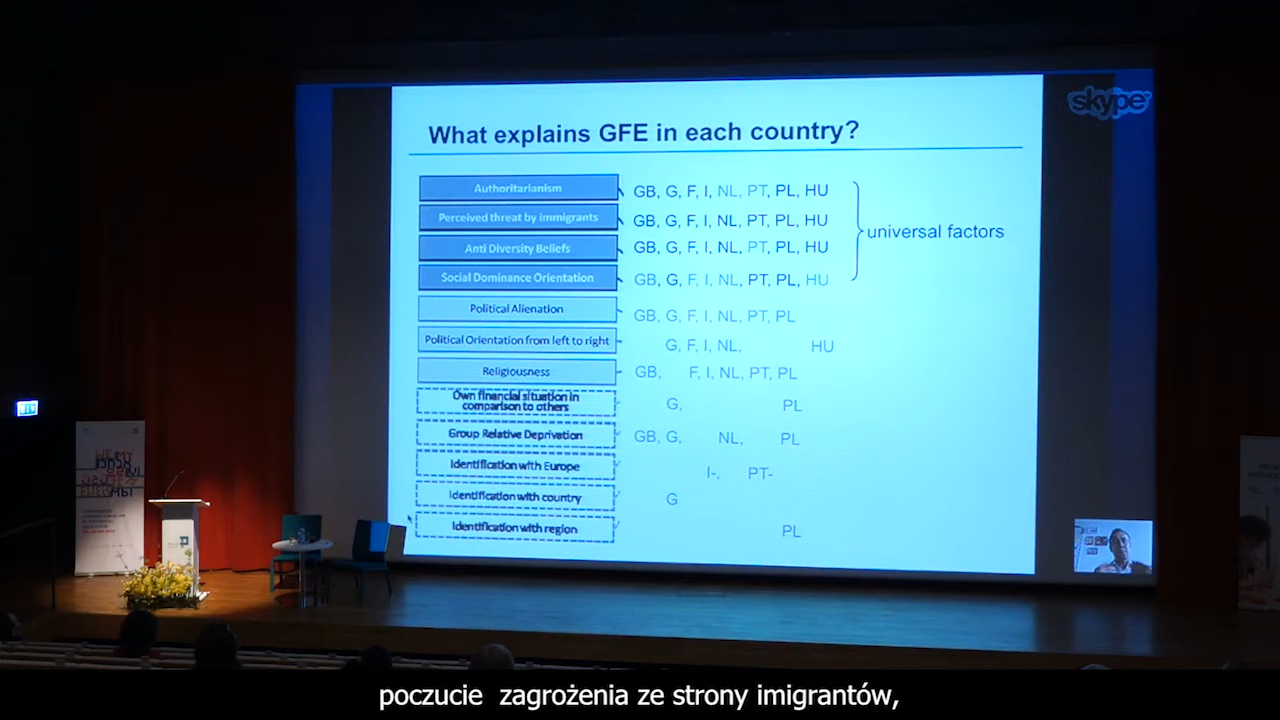 skype
What explains GFE in each country?
Authoritarianism GB, G, F, I, NL, PT, PL, HU
Perceived threat by immigrants GB, G, F, I, NL, PT, PL, HU
universal factors
Anti Diversity Beliefs GB, G, F, I, NL, PT, PL, HU
Social Dominance Orientation GB, G, F, I, NL, PT, PL, HU
Political Alienation GB, G, F, I, NL, PT, PL
Political Orientation from left to right G, F, I, NL, HU
Religiousness GB, F, I, NL, PT, PL
Own financial situation in
comparison to others G, PL
Group Relative Deprivation GB, G, NL, PL
Identification with Europe I-, PT-
Identification with country G
Identification with region PL
poczucie zagrożenia ze strony imigrantów,